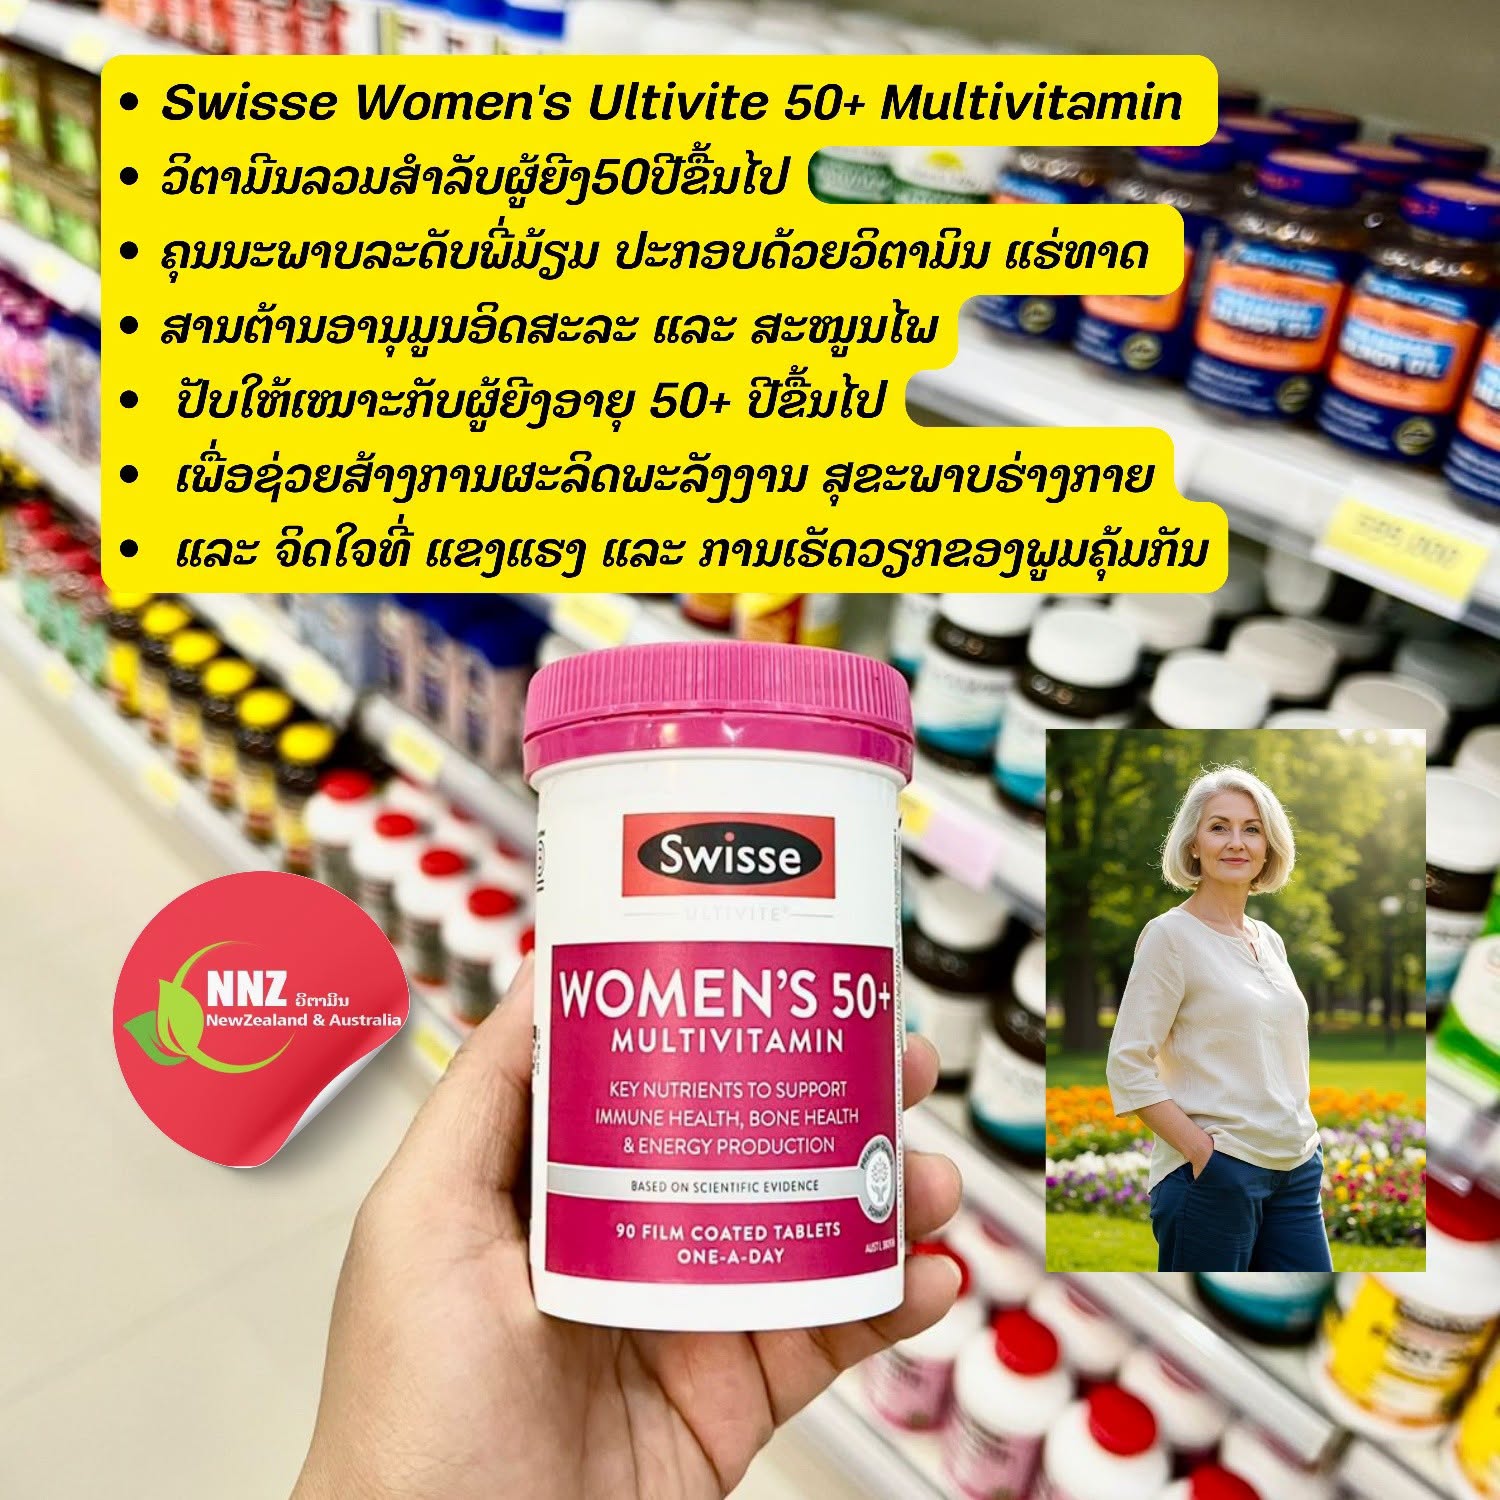 • Swisse Women's Ultivite 50+ Multivitamin
• ວິຕາມີນລວມສຳລັບຜູ້ຍີງ50ປີຂຶ້ນໄປ
• ຄຸນນະພາບລະດັບພີ່ມ້ຽມ ປະກອບດ້ວຍວິຕາມິນ ແຮ່ທາດ
• ສານຕ້ານອານຸມູນອິດສະລະ ແລະ ສະໝູນໄພ
• ປັບໃຫ້ເໝາະກັບຜູ້ຍີງອາຍຸ 50+ ປີຂຶ້ນໄປ
• ເພື່ອຊ່ວຍສ້າງການຜະລິດພະລັງງານ ສຸຂະພາບຮ່າງກາຍ
• ແລະ ຈິດໃຈທີ່ ແຂງແຮງ ແລະ ການເຮັດວຽກຂອງພູມຄຸ້ມກັນ
Swisse
ULTIVITE®
WOMEN'S 50+
MULTIVITAMIN
KEY NUTRIENTS TO SUPPORT
IMMUNE HEALTH, BONE HEALTH
& ENERGY PRODUCTION
BASED ON SCIENTIFIC EVIDENCE
90 FILM COATED TABLETS
ONE-A-DAY
NNZ ວິຕາມິນ
NewZealand & Australia